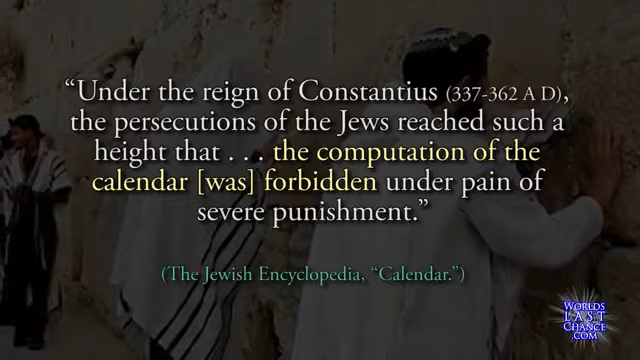 “Under the reign of Constantius (337-362 A D),
the persecutions of the Jews reached such a
height that . . . the computation of the
calendar [was] forbidden under pain of
severe punishment.”
(The Jewish Encyclopedia, “Calendar.”)
WORLDS
LAST
CHANCE
.COM